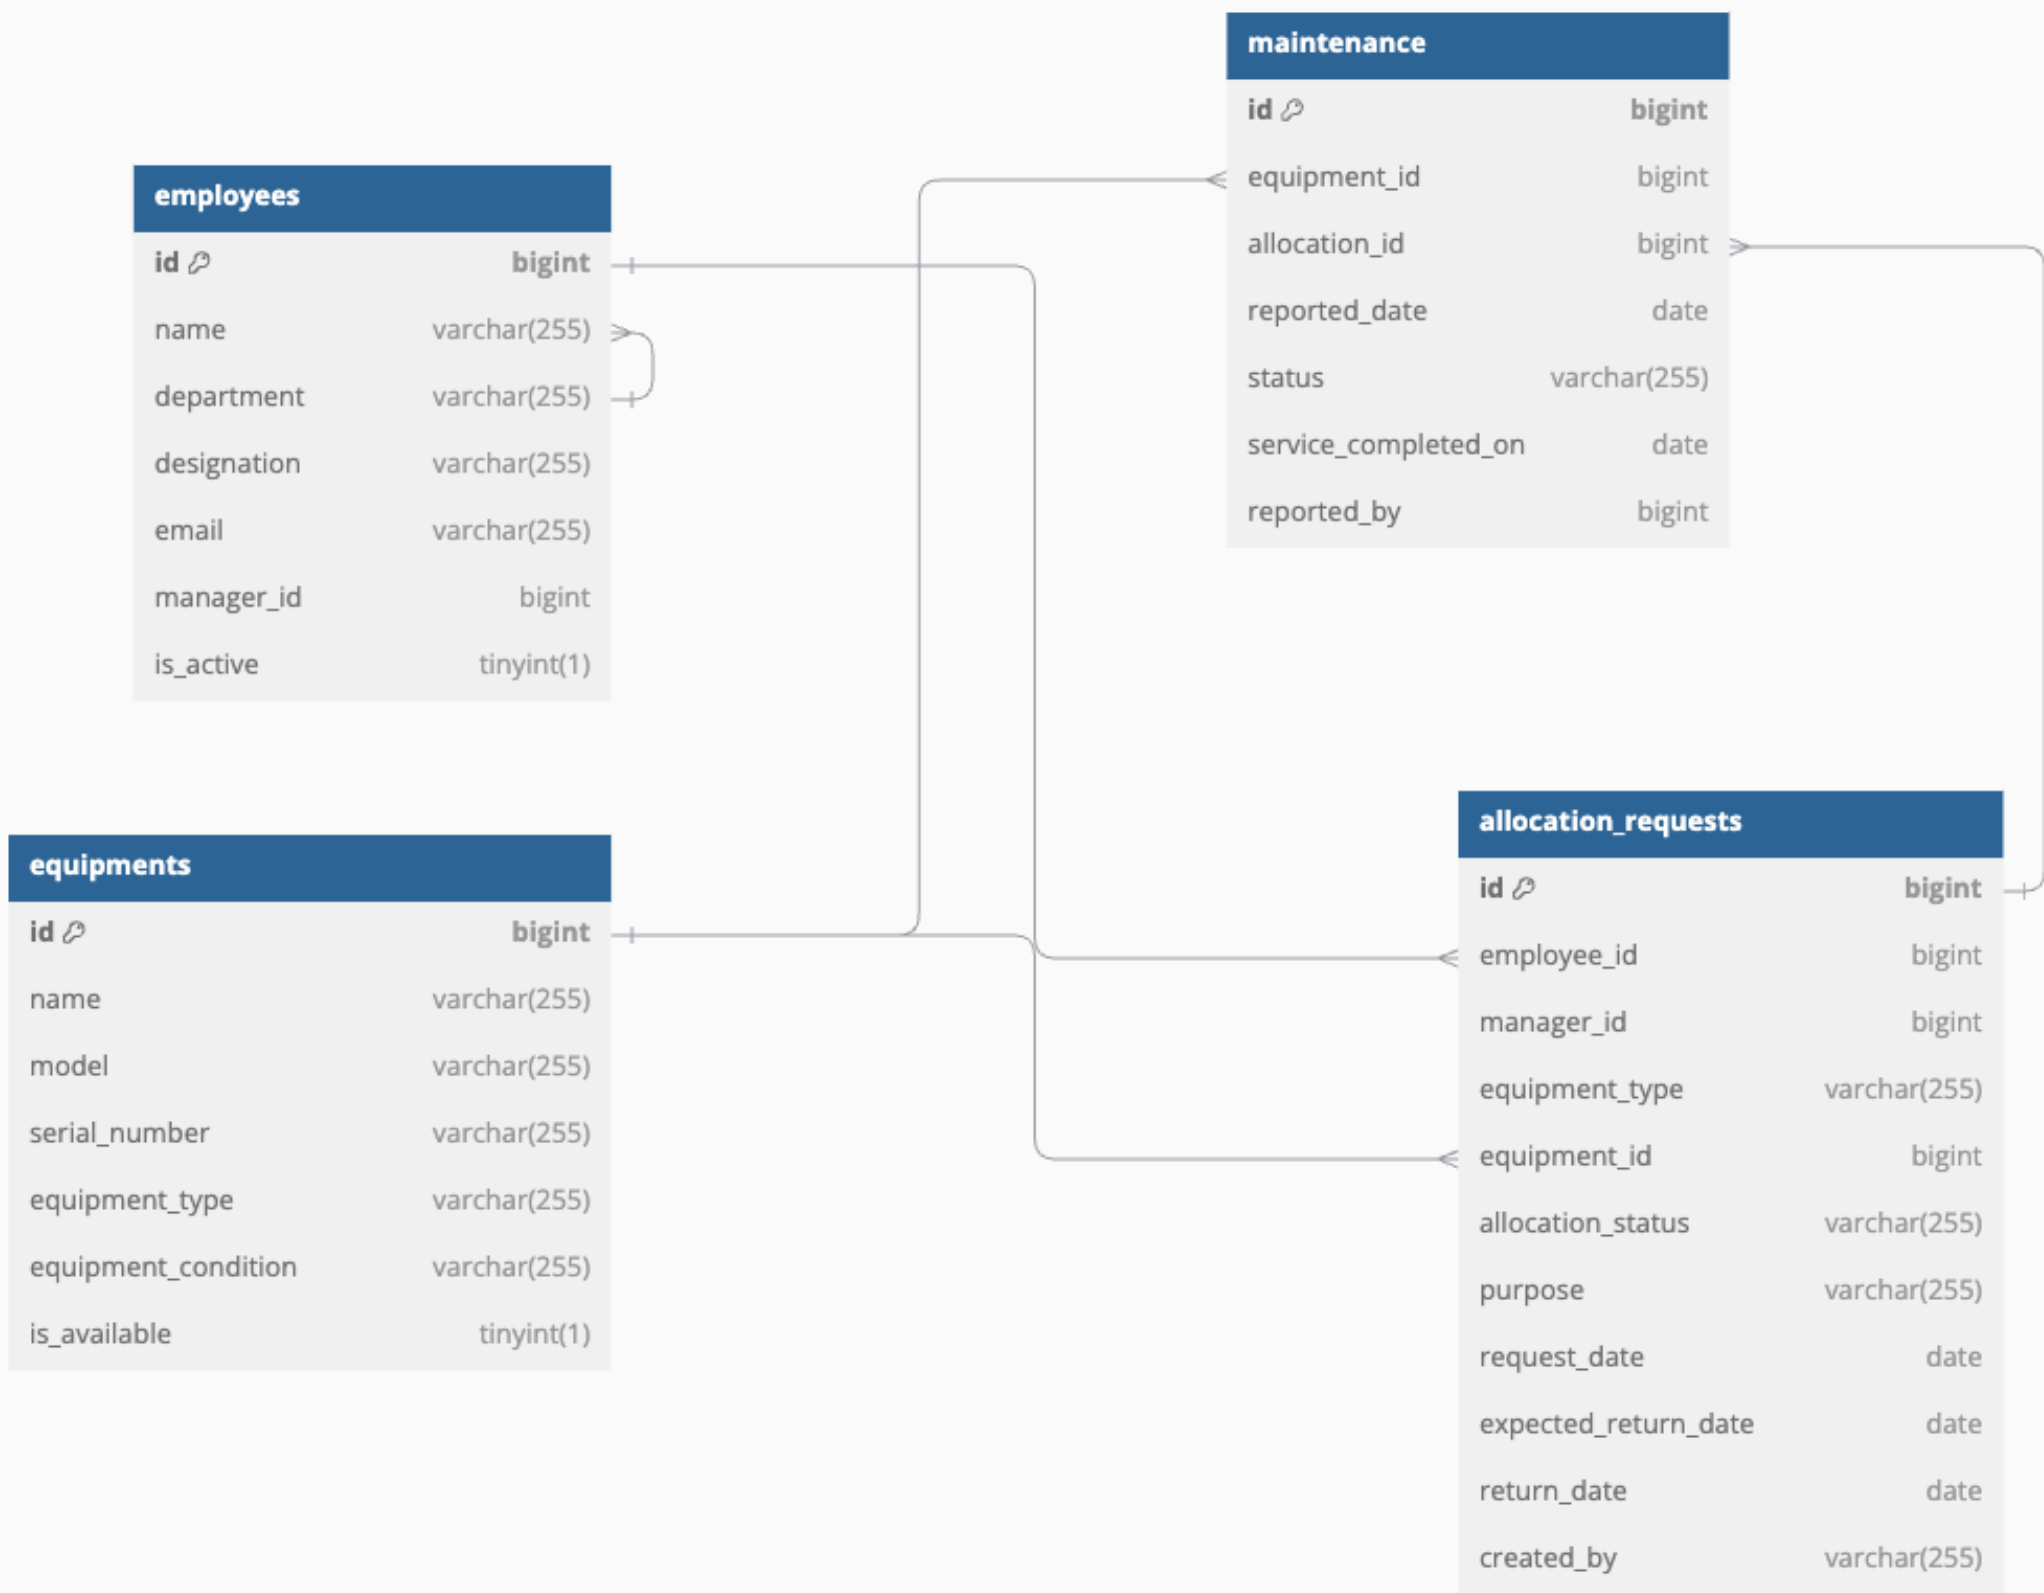 maintenance
id bigint
equipment_id bigint
allocation_id bigint
reported_date date
status varchar(255)
service_completed_on date
reported_by bigint
employees
id bigint
name varchar(255)
department varchar(255)
designation varchar(255)
email varchar(255)
manager_id bigint
is_active tinyint(1)
equipments
id bigint
name varchar(255)
model varchar(255)
serial_number varchar(255)
equipment_type varchar(255)
equipment_condition varchar(255)
is_available tinyint(1)
allocation_requests
id bigint
employee_id bigint
manager_id bigint
equipment_type varchar(255)
equipment_id bigint
allocation_status varchar(255)
purpose varchar(255)
request_date date
expected_return_date date
return_date date
created_by varchar(255)